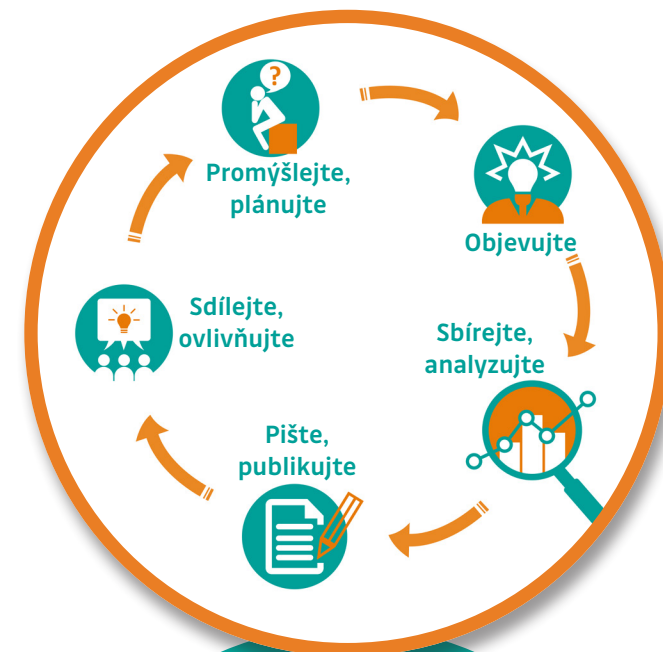 ?
Promýšlejte,
plánujte
Objevujte
Sbírejte,
analyzujte
Pište,
publikujte
Sdílejte,
ovlivňujte